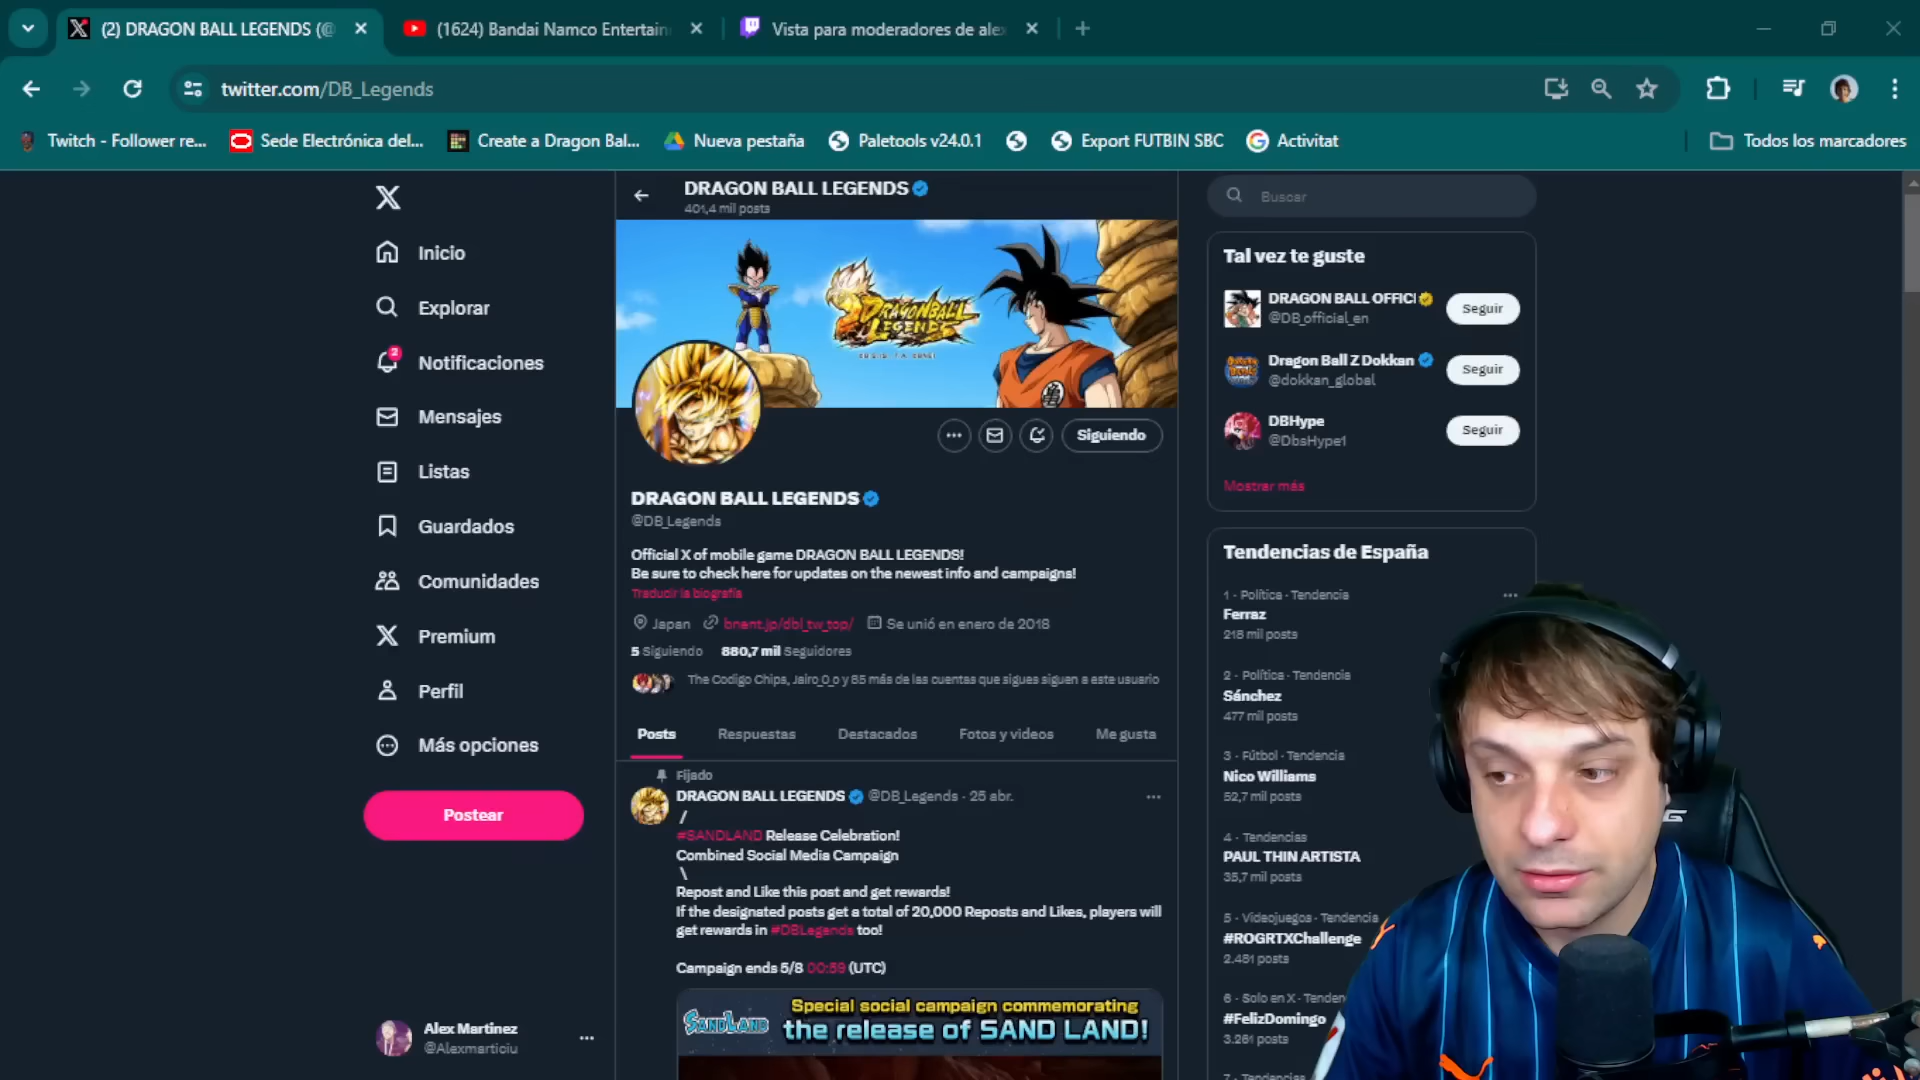 (2) DRAGON BALL LEGENDS (@
(1624) Bandai Namco Entertain
Vista para moderadores de ale
twitter.com/DB_Legends
Twitch - Follower re...
Sede Electrónica del...
Create a Dragon Bal...
Nueva pestaña
Paletools v24.0.1
Export FUTBIN SBC
Activitat
Todos los marcadores
Inicio
Explorar
2
Notificaciones
Mensajes
Listas
Guardados
Comunidades
Premium
Perfil
Más opciones
Postear
Alex Martinez
@Alexmarticiu
DRAGON BALL LEGENDS
401,4 mil posts
DRAGON BALL
LEGENDS
Siguiendo
DRAGON BALL LEGENDS
@DB_Legends
Official X of mobile game DRAGON BALL LEGENDS!
Be sure to check here for updates on the newest info and campaigns!
Traducir la biografía
Japan
bnent.jp/dbl_tw_top/
Se unió en enero de 2018
5 Siguiendo 880,7 mil Seguidores
The Codigo Chips, Jairo_O_o y 85 más de las cuentas que sigues siguen a este usuario
Posts
Respuestas
Destacados
Fotos y videos
Me gusta
Fijado
DRAGON BALL LEGENDS @DB_Legends · 25 abr.
/
#SANDLAND Release Celebration!
Combined Social Media Campaign
\
Repost and Like this post and get rewards!
If the designated posts get a total of 20,000 Reposts and Likes, players will
get rewards in #DBLegends too!
Campaign ends 5/8 00:59 (UTC)
SAND LAND
Special social campaign commemorating
the release of SAND LAND!
Buscar
Tal vez te guste
DRAGON BALL OFFICI
@DB_official_en
Seguir
Dragon Ball Z Dokkan
@dokkan_global
Seguir
DBHype
@DbsHype1
Seguir
Mostrar más
Tendencias de España
1 · Política · Tendencia
Ferraz
218 mil posts
2 · Política · Tendencia
Sánchez
477 mil posts
3 · Fútbol · Tendencia
Nico Williams
52,7 mil posts
4 · Tendencias
PAUL THIN ARTISTA
35,7 mil posts
5 · Videojuegos · Tendencia
#ROGRTXChallenge
2.481 posts
6 · Solo en X · Tenden
#FelizDomingo
3.261 posts
7 · Tendencias